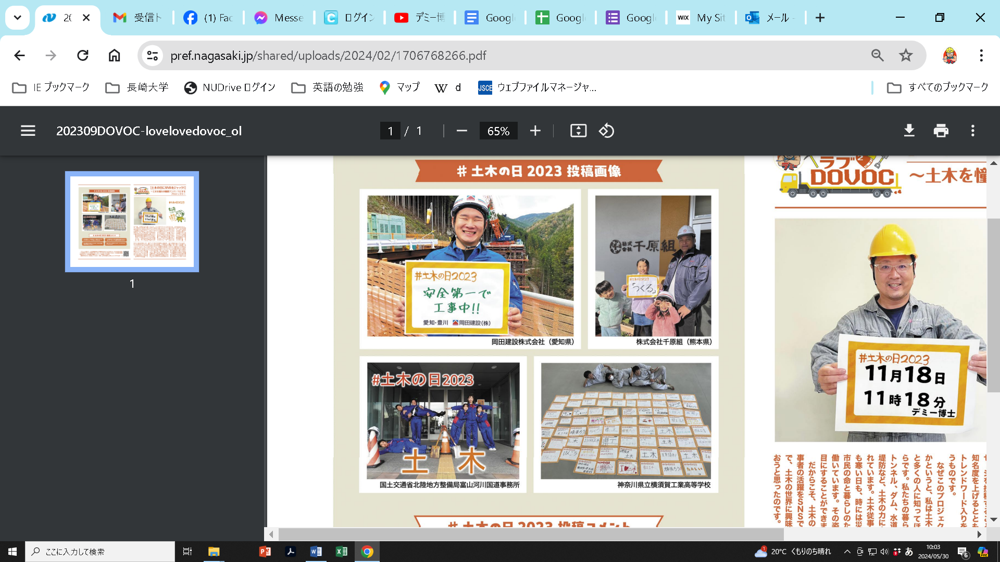 20
受信ト
(1) Fac
Messe
ログイン
デミー博
Googl
Googl
Googl
WIX
My Sit
メール -
pref.nagasaki.jp/shared/uploads/2024/02/1706768266.pdf
IE ブックマーク
長崎大学
NUDrive ログイン
英語の勉強
マップ
W
d
JSCE
ウェブファイルマネージャ...
すべてのブックマーク
202309DOVOC-lovelovedovoc_ol
1 / 1
65%
1
# 土木の日 2023 投稿画像
#土木の日2023
安全第一で
工事中!!
愛知・豊川 岡田建設(株)
岡田建設株式会社（愛知県）
株式会社千原組
#土木の日2023
「つくる」
株式会社千原組（熊本県）
#土木の日2023
土 木
国土交通省北陸地方整備局富山河川国道事務所
神奈川県立横須賀工業高等学校
# 土木の日 2023 投稿コメント
ラブ2
DOVOC
～土木を憧
#土木の日2023
11月18日
11時18分
デミー博士
知名度を上げるととも
トレンドワード入りを
うものです。
なぜこのプロジェク
かというと、私は土木
と多くの人に知ってほ
らです。私たちの暮ら
トンネル、ダム、水道
堤防など、土木の力に
れています。土木従事
も寒い日も、時には災
市民の命と暮らしのた
働いています。その姿
目にすることができま
だからこそ、土木の
事者の活躍をSNSで
で、土木の世界に興味
おうと思ったのです。
ここに入力して検索
20°C くもりのち晴れ
あ
10:03
2024/05/30
6